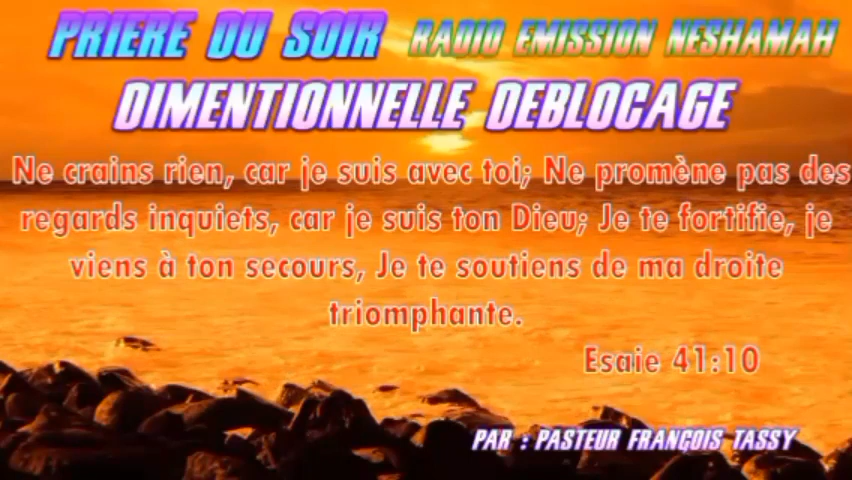 PRIERE DU SOIR RADIO EMISSION NESHAMAH
DIMENTIONNELLE DEBLOCAGE
Ne crains rien, car je suis avec toi; Ne promène pas des
regards inquiets, car je suis ton Dieu; Je te fortifie, je
viens à ton secours, Je te soutiens de ma droite
triomphante.
Esaie 41:10
PAR : PASTEUR FRANÇOIS TASSY